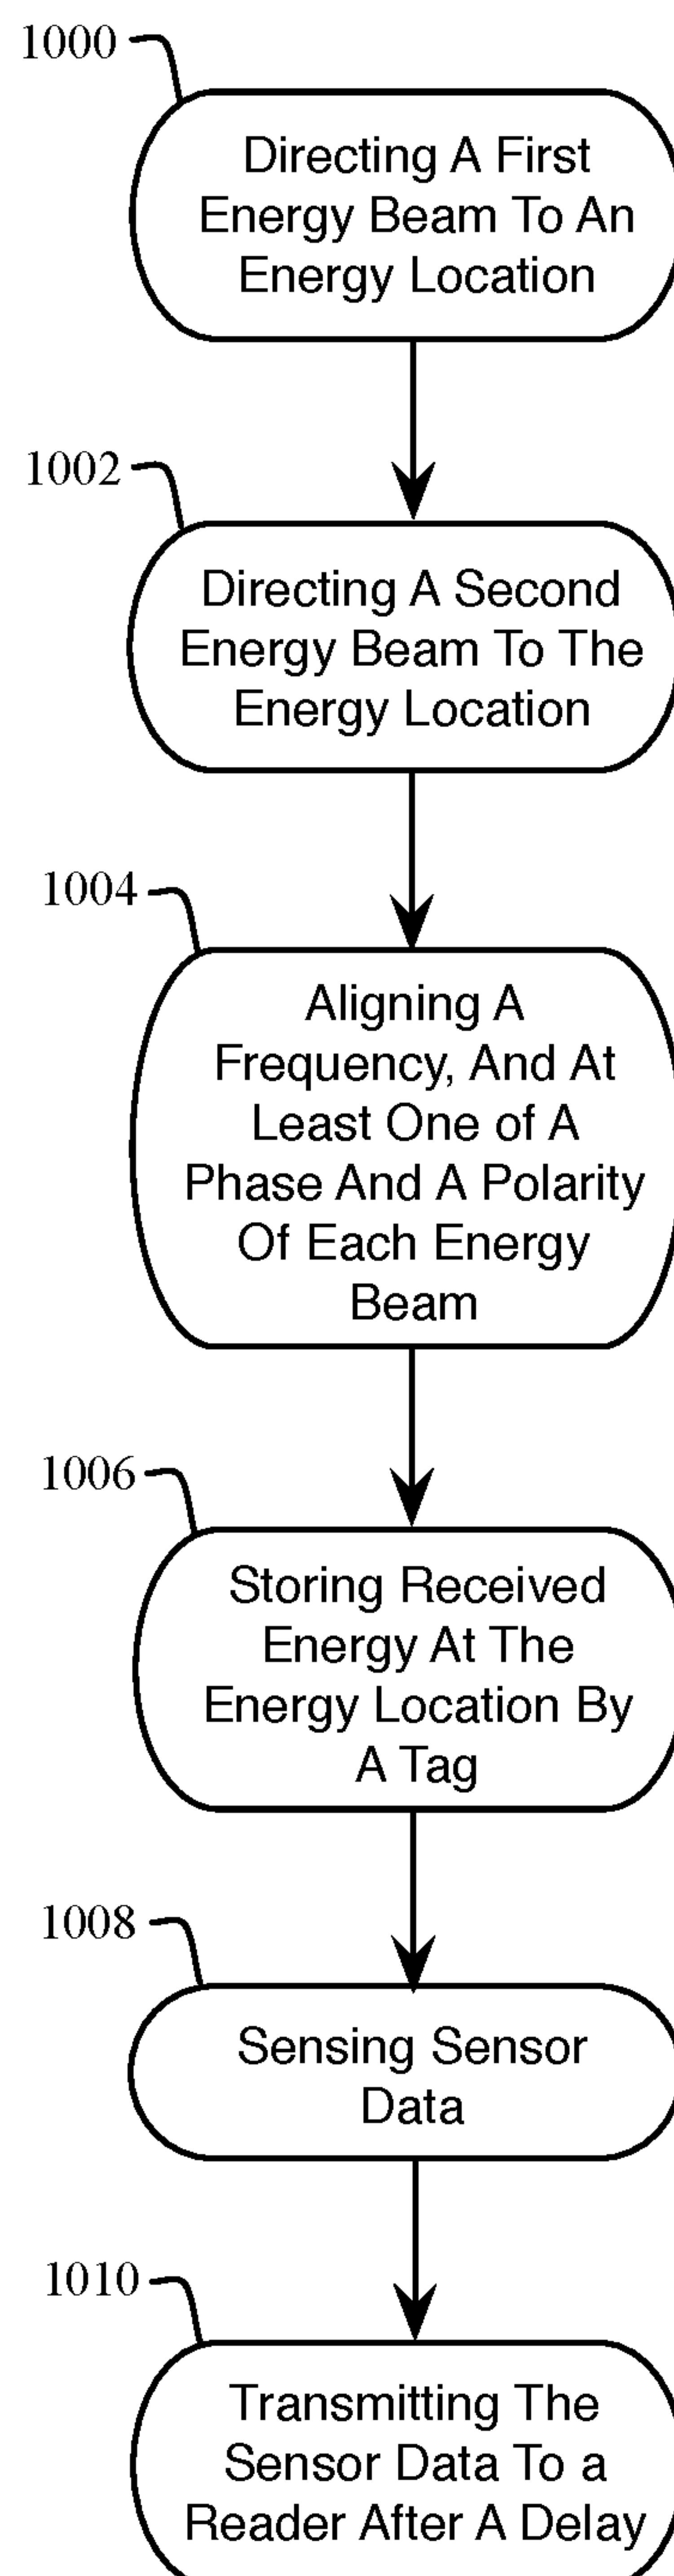 1000
Directing A First
Energy Beam To An
Energy Location
1002
Directing A Second
Energy Beam To The
Energy Location
1004
Aligning A
Frequency, And At
Least One of A
Phase And A Polarity
Of Each Energy
Beam
1006
Storing Received
Energy At The
Energy Location By
A Tag
1008
Sensing Sensor
Data
1010
Transmitting The
Sensor Data To a
Reader After A Delay